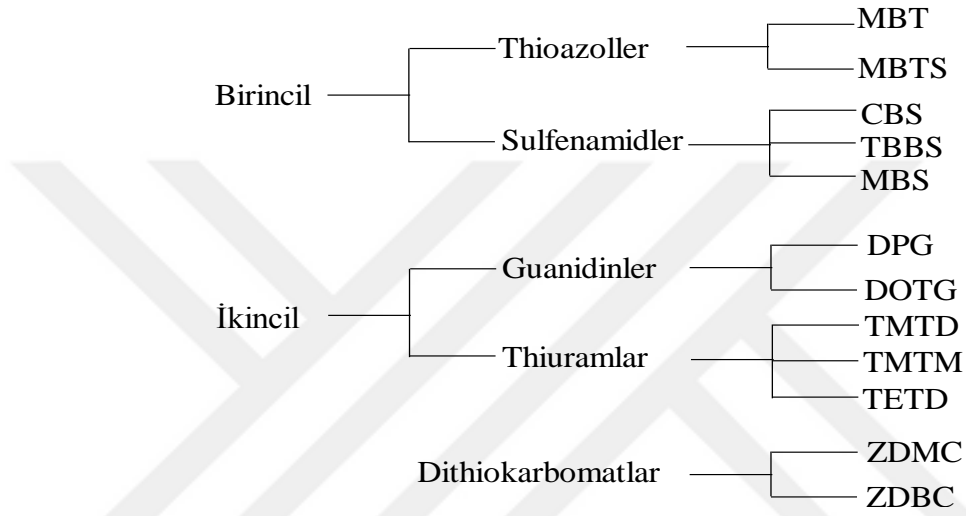 Birincil
Thioazoller
MBT
MBTS
Sulfenamidler
CBS
TBBS
MBS
İkincil
Guanidinler
DPG
DOTG
Thiuramlar
TMTD
TMTM
TETD
Dithiokarbomatlar
ZDMC
ZDBC